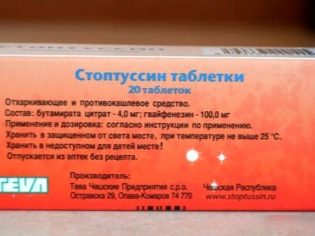 стоптуссин
Стоптуссин таблетки
20 таблеток
Отхаркивающее и противокашлевое средство.
Состав: бутамирата цитрат - 4,0 мг; гвайфенезин - 100,0 мг
Применение и дозировка: согласно инструкции по применению.
Хранить в защищенном от света месте, при температуре не выше 25 °C.
Хранить в недоступном для детей месте!
Отпускается из аптек без рецепта.
TEVA
Производитель:
Тева Чешские Предприятия с.р.о. Чешская Республика
Остравска 29, Опава-Комаров 74 770 www.stoptussin.ru